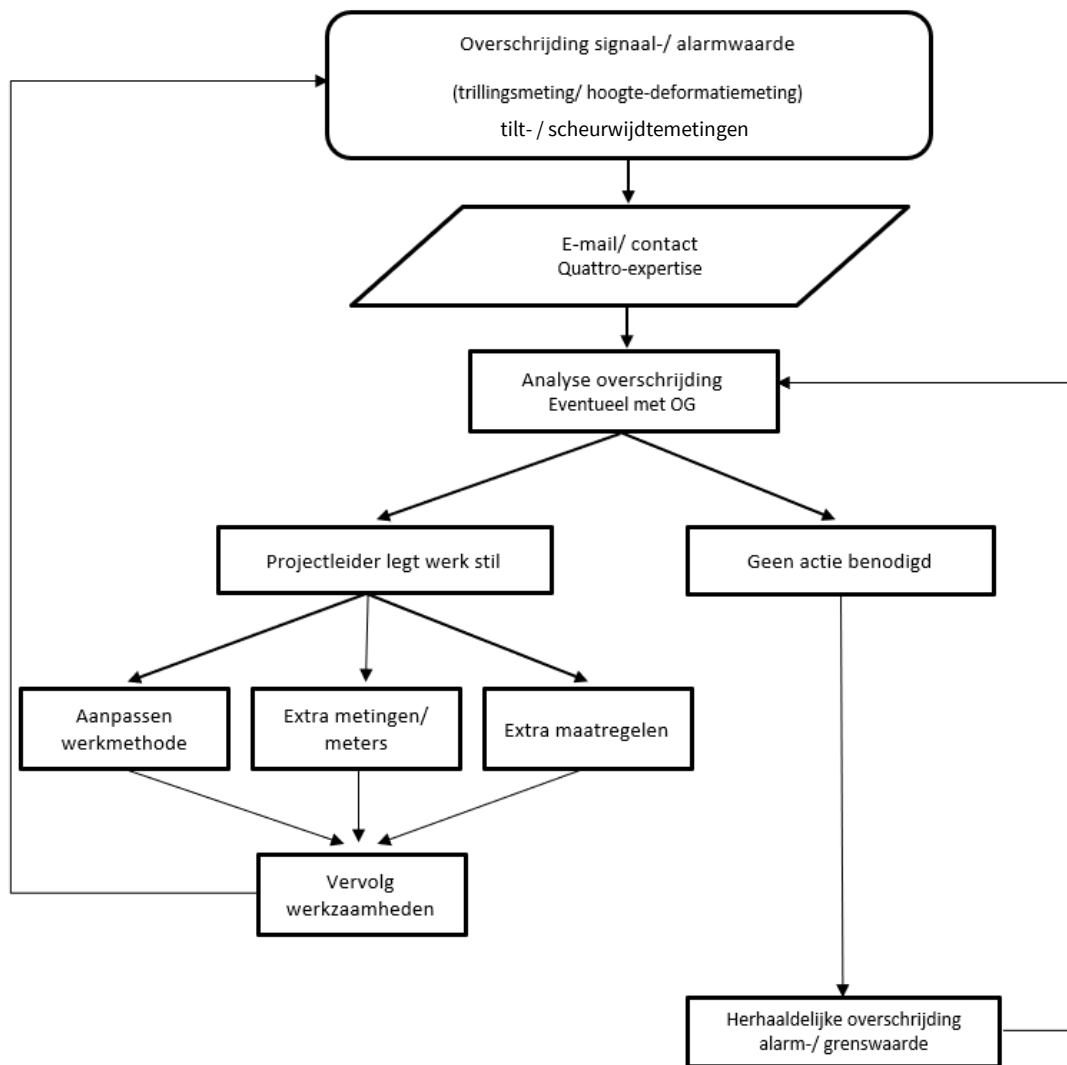 Overschrijding signaal-/ alarmwaarde
(trillingsmeting/ hoogte-deformatiemeting)
tilt- / scheurwijdtemetingen
E-mail/ contact
Quattro-expertise
Analyse overschrijding
Eventueel met OG
Projectleider legt werk stil
Geen actie benodigd
Aanpassen
werkmethode
Extra metingen/
meters
Extra maatregelen
Vervolg
werkzaamheden
Herhaaldelijke overschrijding
alarm-/ grenswaarde